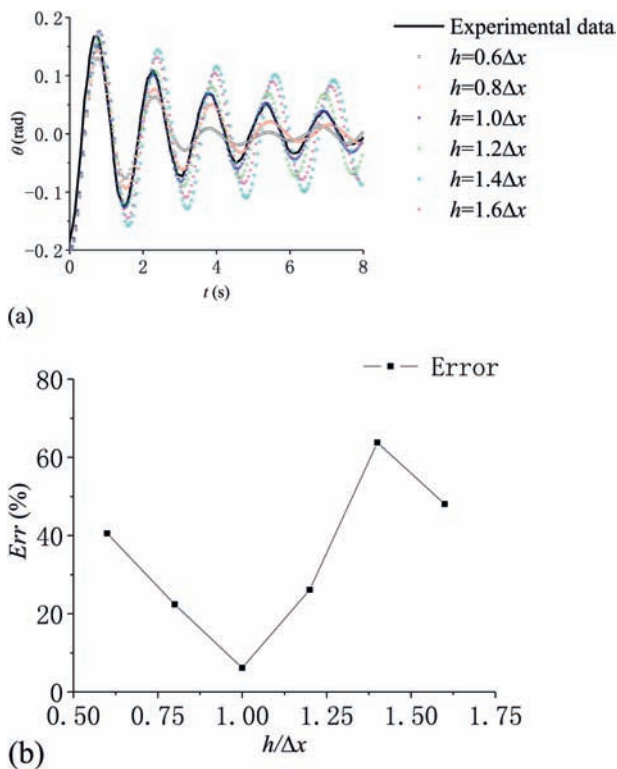 0.2
0.1
0.0
−0.1
−0.2
θ (rad)
0 2 4 6 8
t (s)
Experimental data
h=0.6Δx
h=0.8Δx
h=1.0Δx
h=1.2Δx
h=1.4Δx
h=1.6Δx
(a)
Error
80
60
40
20
0
Err (%)
0.50 0.75 1.00 1.25 1.50 1.75
h/Δx
(b)